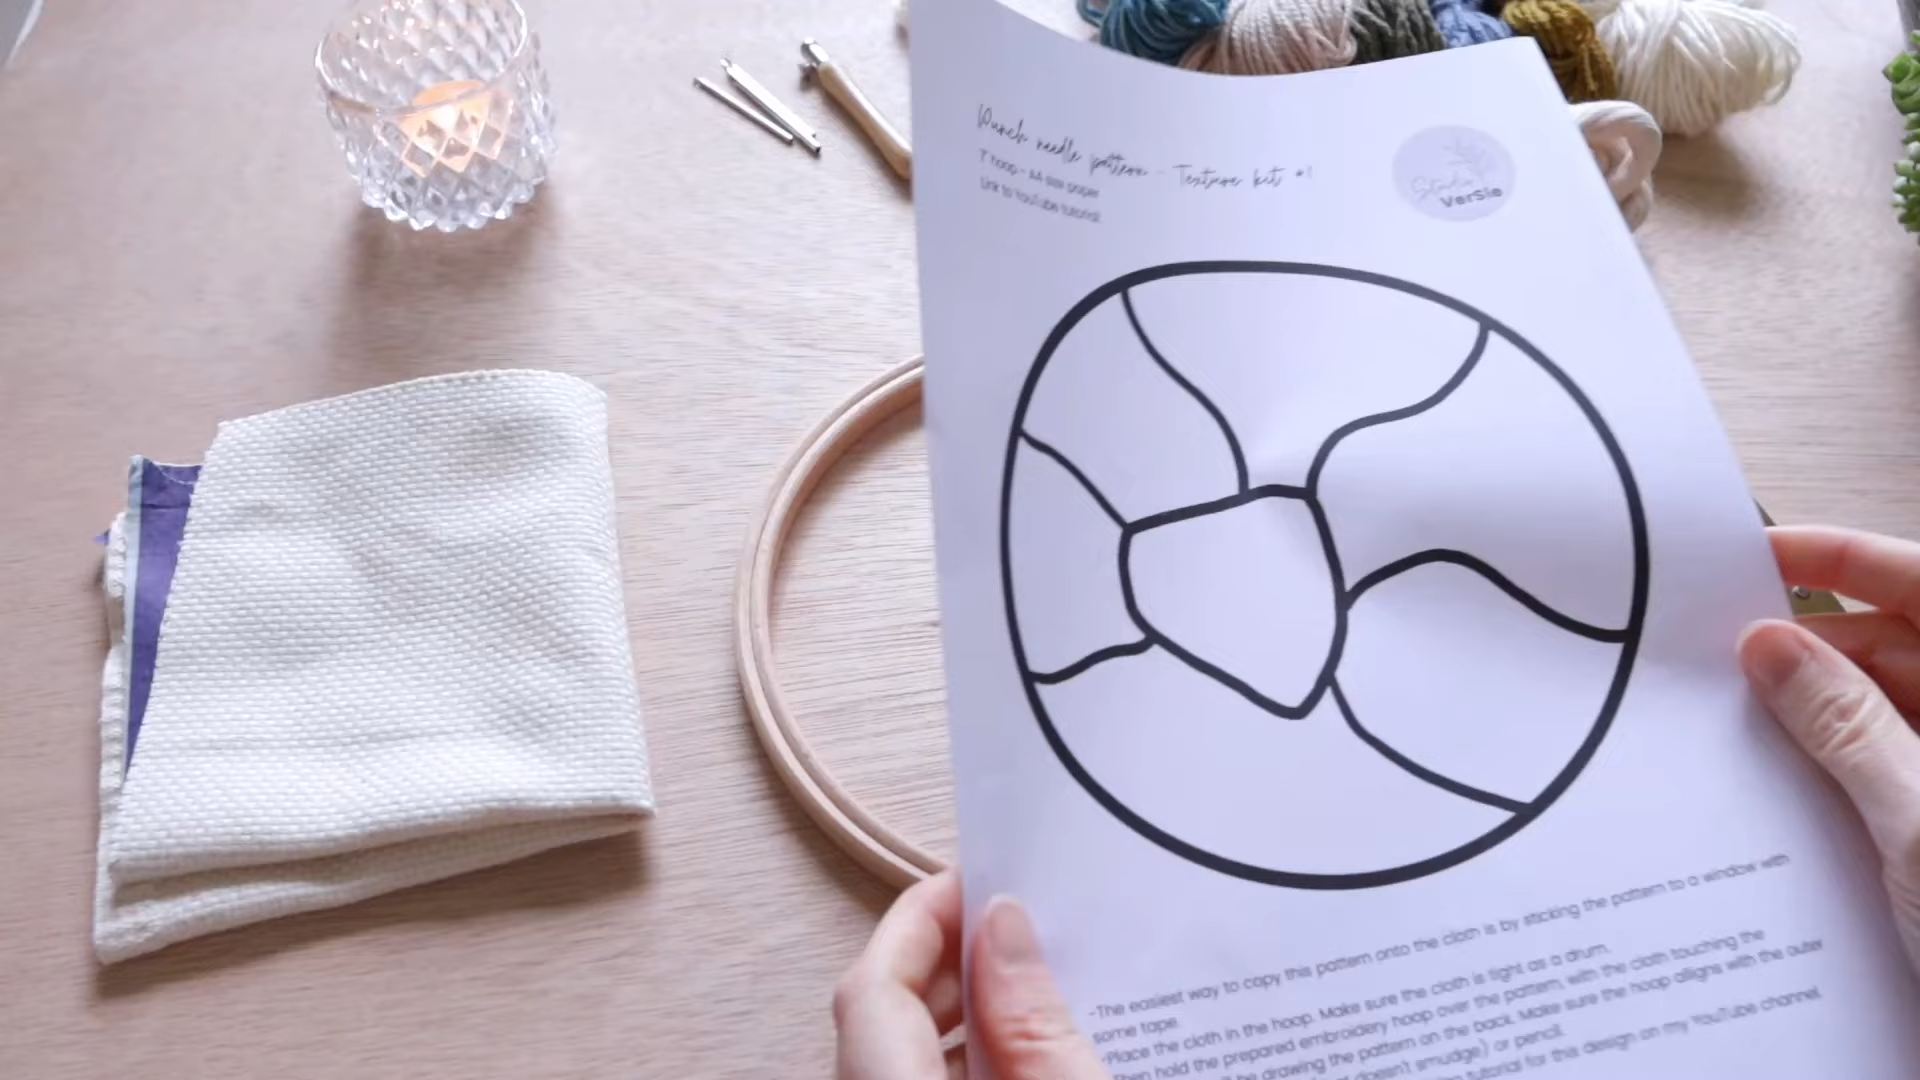 Punch needle pattern - Texture kit #1
7" hoop - A4 size paper
Link to YouTube tutorial
Studio
VerSie
-The easiest way to copy this pattern onto the cloth is by sticking the pattern to a window with
some tape.
-Place the cloth in the hoop. Make sure the cloth is tight as a drum.
Then hold the prepared embroidery hoop over the pattern, with the cloth touching the
be drawing the pattern on the back. Make sure the hoop alligns with the outer
doesn't smudge) or pencil.
tutorial for this design on my YouTube channel.